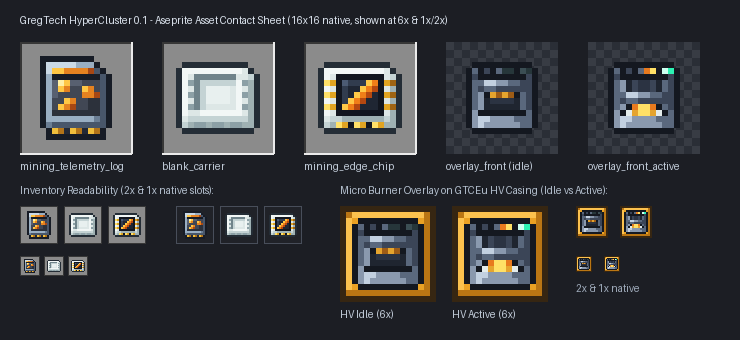 GregTech HyperCluster 0.1 - Aseprite Asset Contact Sheet (16x16 native, shown at 6x & 1x/2x)
mining_telemetry_log
blank_carrier
mining_edge_chip
overlay_front (idle)
overlay_front_active
Inventory Readability (2x & 1x native slots):
Micro Burner Overlay on GTCEu HV Casing (Idle vs Active):
2x & 1x native
HV Idle (6x)
HV Active (6x)